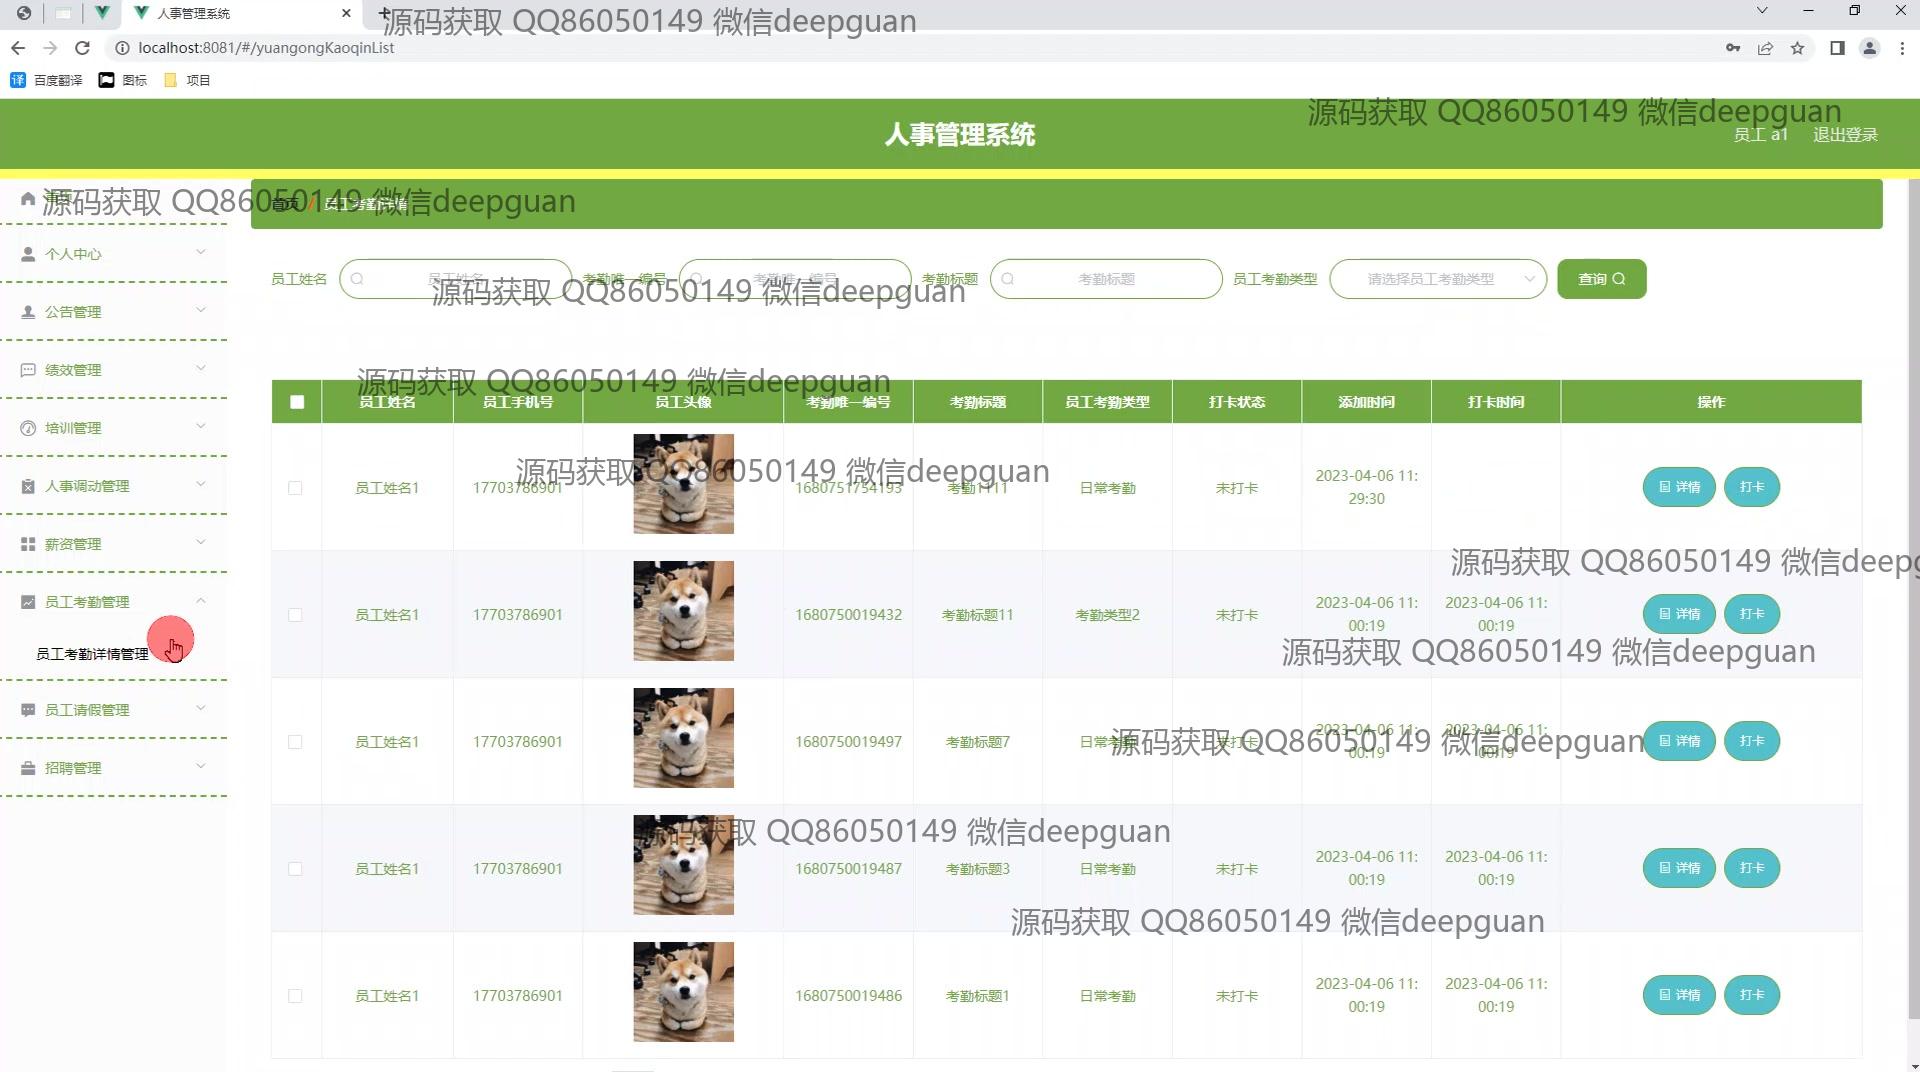 人事管理系统
源码获取 QQ86050149 微信deepguan
localhost:8081/#/yuangongKaoqinList
译 百度翻译 图标 项目
源码获取 QQ86050149 微信deepguan
人事管理系统
员工 a1 退出登录
源码获取 QQ86050149 微信deepguan
首页 / 员工考勤详情
个人中心
公告管理
绩效管理
培训管理
人事调动管理
薪资管理
员工考勤管理
员工考勤详情管理
员工请假管理
招聘管理
员工姓名 员工姓名 考勤唯一编号 考勤唯一编号 考勤标题 考勤标题 员工考勤类型 请选择员工考勤类型 查询
源码获取 QQ86050149 微信deepguan
源码获取 QQ86050149 微信deepguan
员工姓名 员工手机号 员工头像 考勤唯一编号 考勤标题 员工考勤类型 打卡状态 添加时间 打卡时间 操作
源码获取 QQ86050149 微信deepguan
员工姓名1 17703786901 1680751754193 考勤1111 日常考勤 未打卡 2023-04-06 11:
29:30 详情 打卡
源码获取 QQ86050149 微信deepg
员工姓名1 17703786901 1680750019432 考勤标题11 考勤类型2 未打卡 2023-04-06 11:
00:19 2023-04-06 11:
00:19 详情 打卡
源码获取 QQ86050149 微信deepguan
员工姓名1 17703786901 1680750019497 考勤标题7 日常考勤 未打卡 2023-04-06 11:
00:19 2023-04-06 11:
00:19 详情 打卡
源码获取 QQ86050149 微信deepguan
源码获取 QQ86050149 微信deepguan
员工姓名1 17703786901 1680750019487 考勤标题3 日常考勤 未打卡 2023-04-06 11:
00:19 2023-04-06 11:
00:19 详情 打卡
源码获取 QQ86050149 微信deepguan
员工姓名1 17703786901 1680750019486 考勤标题1 日常考勤 未打卡 2023-04-06 11:
00:19 2023-04-06 11:
00:19 详情 打卡